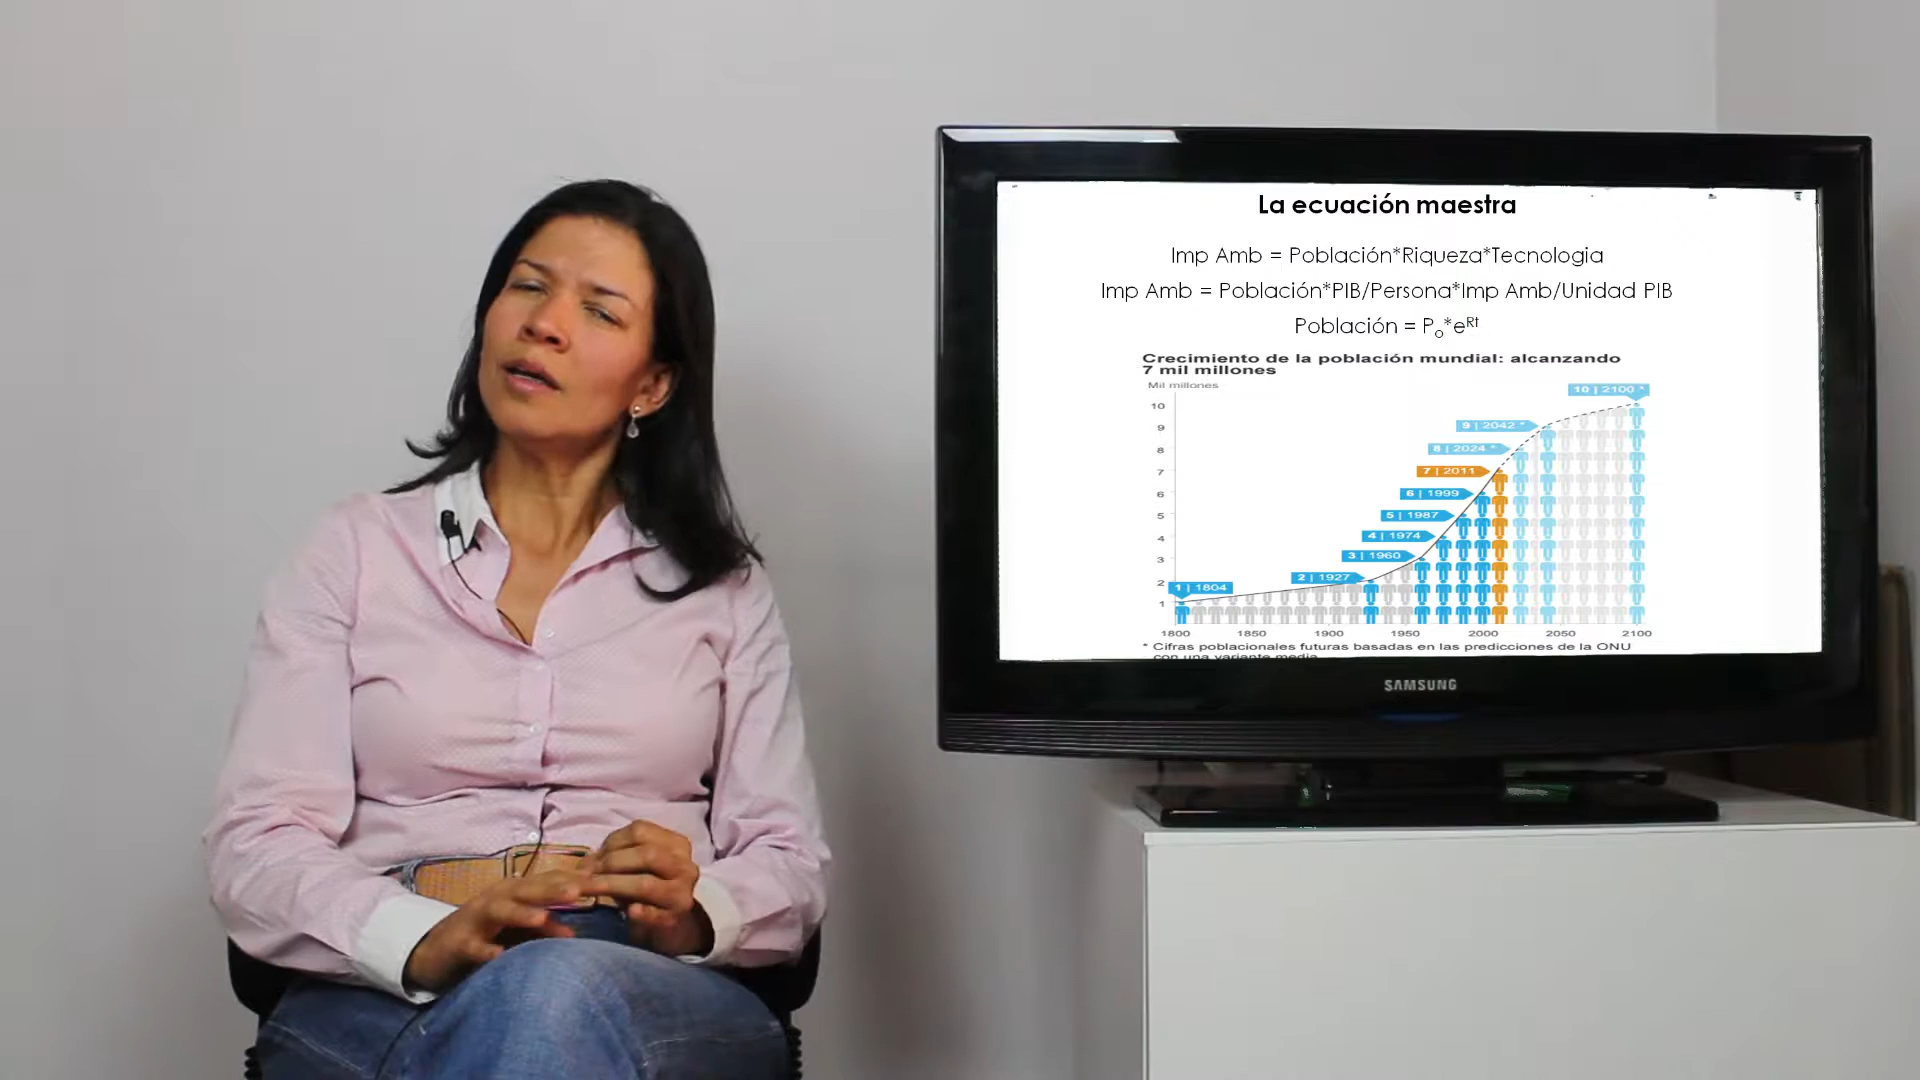 La ecuación maestra
Imp Amb = Población*Riqueza*Tecnologia
Imp Amb = Población*PIB/Persona*Imp Amb/Unidad PIB
Población = Pₒ*eᴿᵗ
Crecimiento de la población mundial: alcanzando
7 mil millones
Mil millones
10 | 2100 *
10
9 | 2042 *
9
8 | 2024 *
8
7 | 2011
7
6 | 1999
6
5 | 1987
5
4 | 1974
4
3 | 1960
3
2 | 1927
2
1 | 1804
1
1800 1850 1900 1950 2000 2050 2100
* Cifras poblacionales futuras basadas en las predicciones de la ONU
con una variante media
SAMSUNG